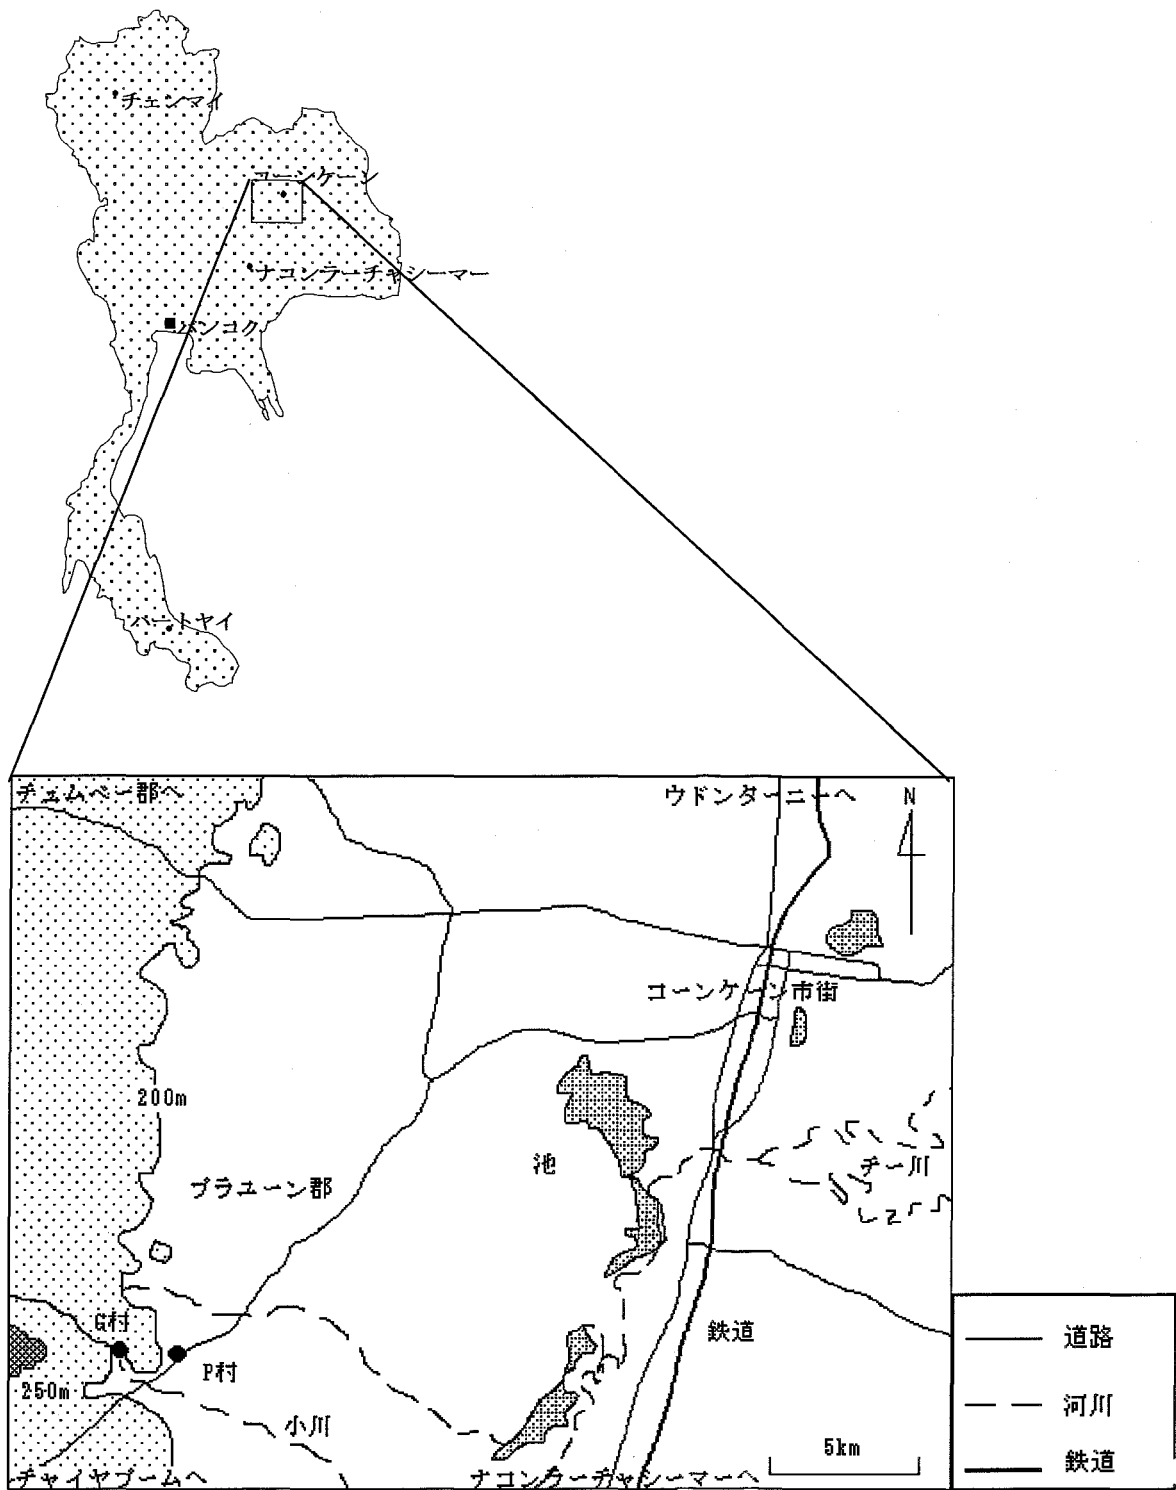 チェンマイ
コーンケーン
ナコンラーチャシーマー
バンコク
ハートヤイ
チュムペー郡へ
ウドンターニーへ
N
コーンケーン市街
200m
池
チー川
プラユーン郡
G村
鉄道
P村
250m
小川
5km
チャイヤプームへ
ナコンラーチャシーマーへ
道路
河川
鉄道